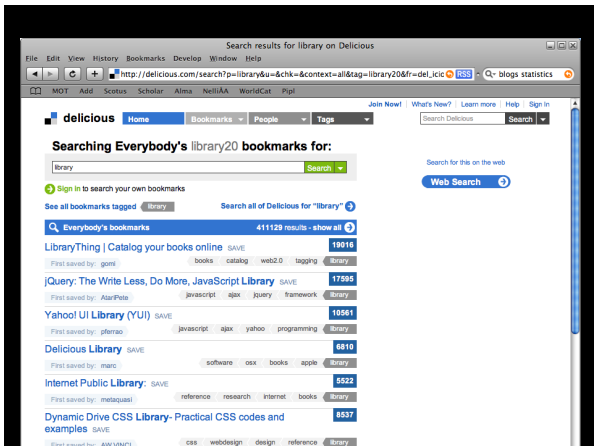 Search results for library on Delicious
File Edit View History Bookmarks Develop Window Help
http://delicious.com/search?p=library&u=&chk=&context=all&tag=library20&fr=del_icio RSS blogs statistics
MOT Add Scotus Scholar Alma NelliÄÄ WorldCat Pipl
Join Now! What's New? Learn more Help Sign In
delicious Home Bookmarks People Tags Search Delicious Search
Searching Everybody's library20 bookmarks for:
library Search
Search for this on the web
Sign in to search your own bookmarks
Web Search
See all bookmarks tagged library Search all of Delicious for "library"
Everybody's bookmarks 411129 results - show all
LibraryThing | Catalog your books online SAVE 19016
First saved by: gomi books catalog web2.0 tagging library
jQuery: The Write Less, Do More, JavaScript Library SAVE 17595
First saved by: AtariPete javascript ajax jquery framework library
Yahoo! UI Library (YUI) SAVE 10561
First saved by: pferrao javascript ajax yahoo programming library
Delicious Library SAVE 6810
First saved by: marc software osx books apple library
Internet Public Library: SAVE 5522
First saved by: metaquasi reference research internet books library
Dynamic Drive CSS Library- Practical CSS codes and 8537
examples SAVE
First saved by: AW.VINCI css webdesign design reference library